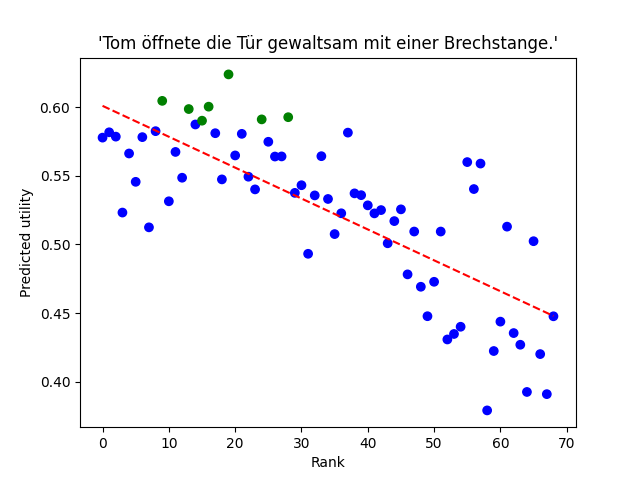 'Tom öffnete die Tür gewaltsam mit einer Brechstange.'
0.60
0.55
0.50
0.45
0.40
Predicted utility
0 10 20 30 40 50 60 70
Rank